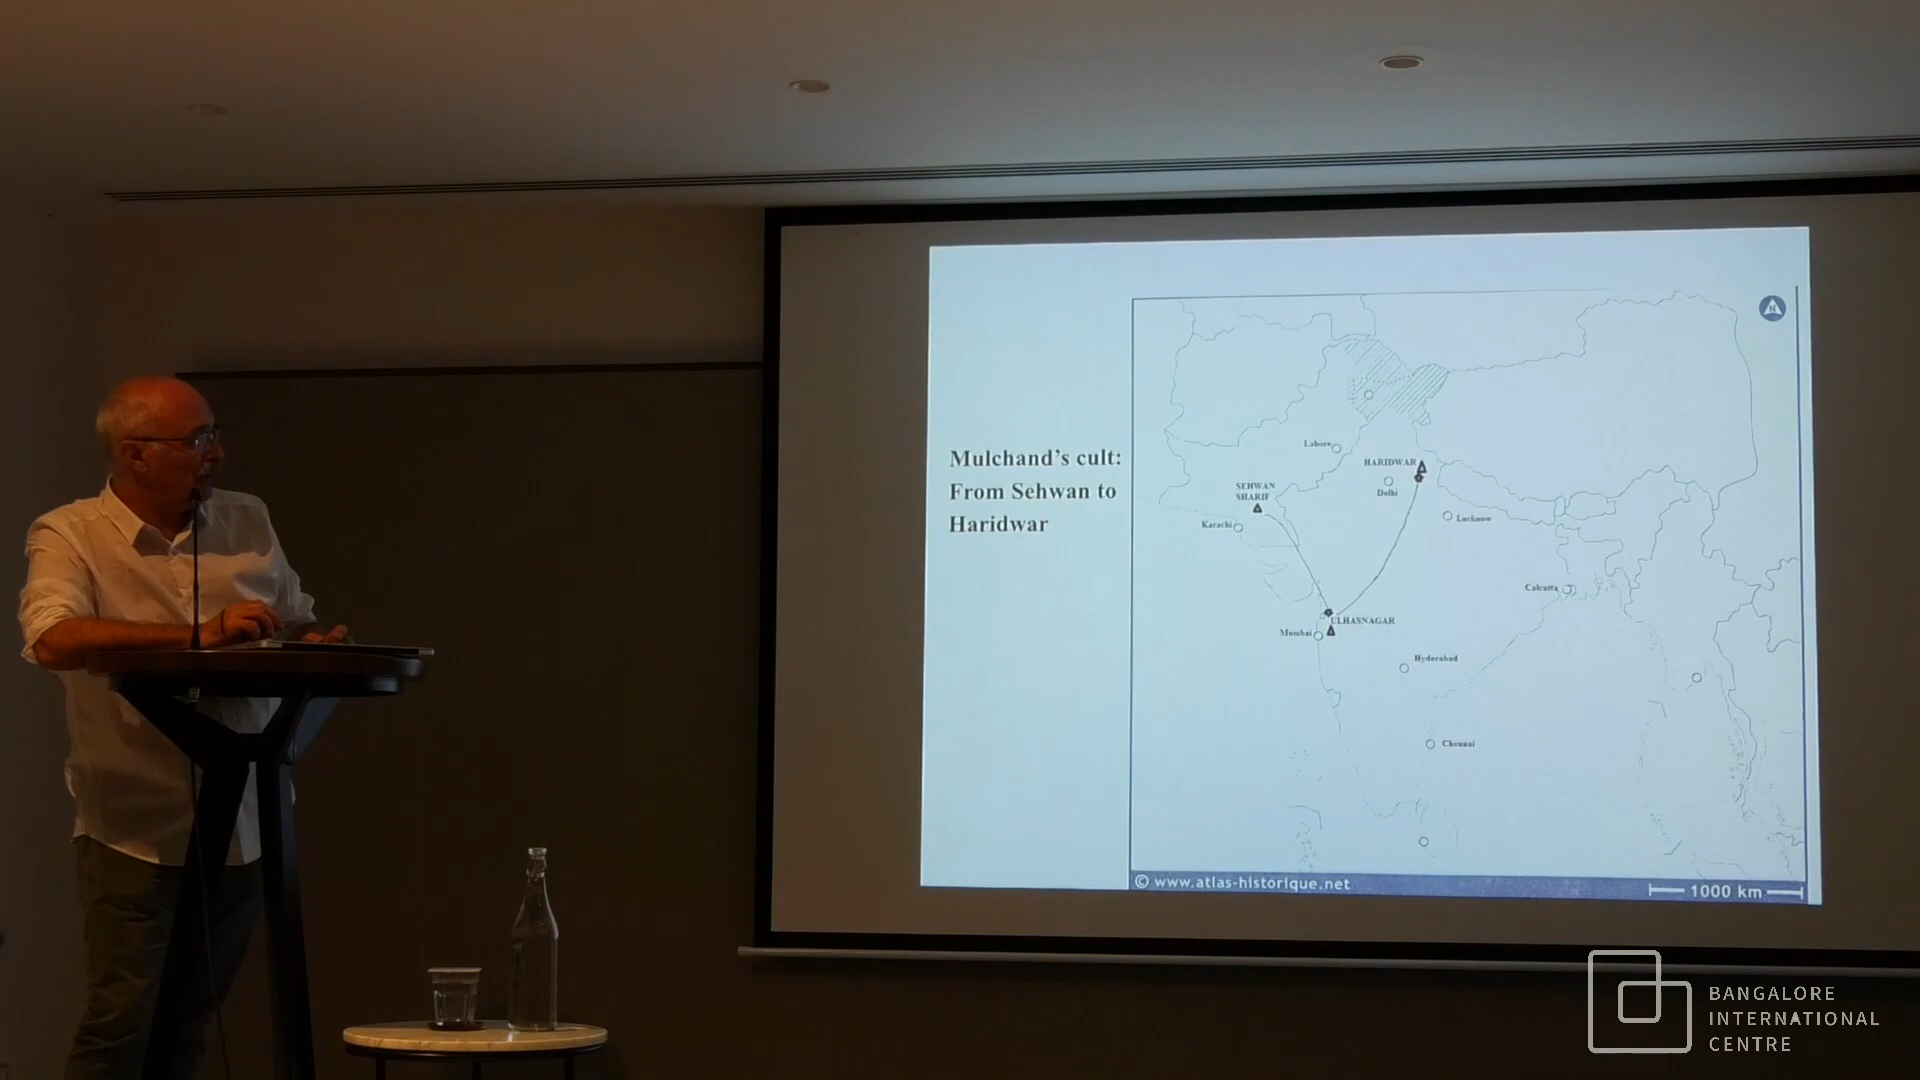 Mulchand's cult:
From Sehwan to
Haridwar
N
Lahore
HARIDWAR
Delhi
SEHWAN
SHARIF
Karachi
Lucknow
Calcutta
ULHASNAGAR
Mumbai
Hyderabad
Chennai
© www.atlas-historique.net
1000 km
BANGALORE
INTERNATIONAL
CENTRE